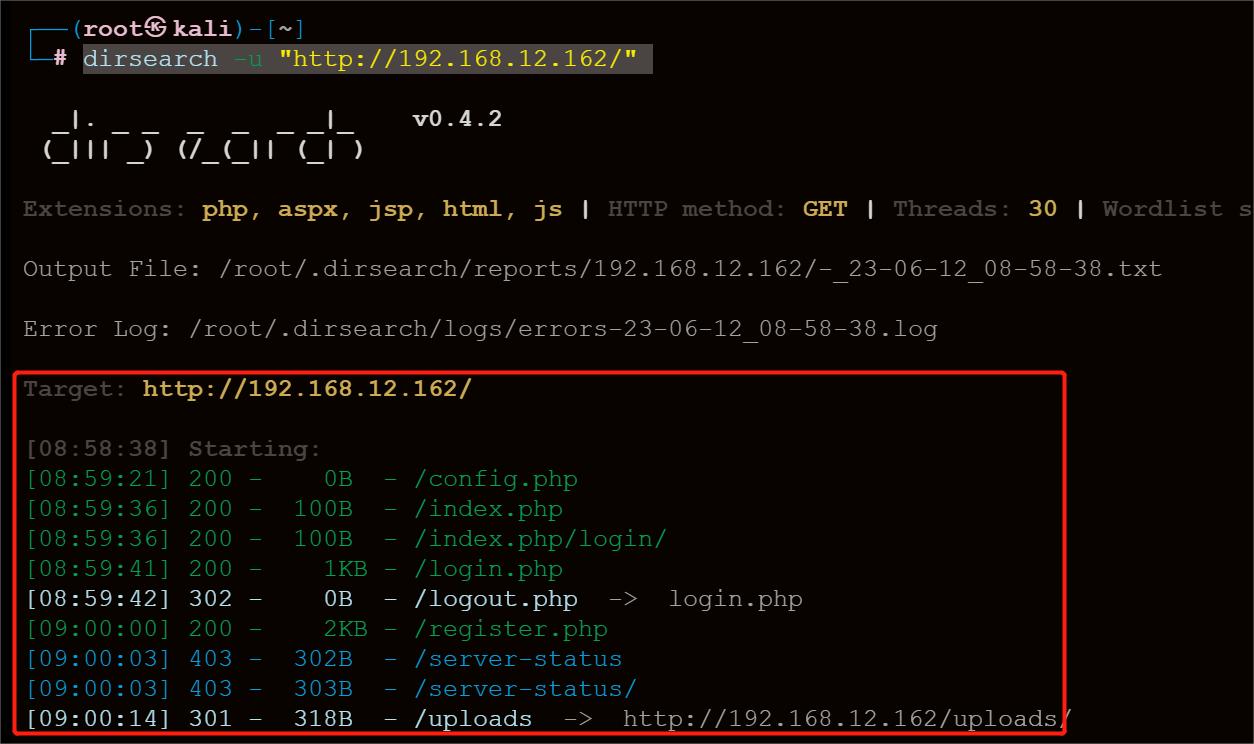 (root㉿kali)-[~]
# dirsearch -u "http://192.168.12.162/"
_|. _ _  _  _  _ _|_    v0.4.2
(_||| _) (/_(_|| (_| )
Extensions: php, aspx, jsp, html, js | HTTP method: GET | Threads: 30 | Wordlist s
Output File: /root/.dirsearch/reports/192.168.12.162/-_23-06-12_08-58-38.txt
Error Log: /root/.dirsearch/logs/errors-23-06-12_08-58-38.log
Target: http://192.168.12.162/
[08:58:38] Starting:
[08:59:21] 200 -    0B  - /config.php
[08:59:36] 200 -  100B  - /index.php
[08:59:36] 200 -  100B  - /index.php/login/
[08:59:41] 200 -    1KB - /login.php
[08:59:42] 302 -    0B  - /logout.php  ->  login.php
[09:00:00] 200 -    2KB - /register.php
[09:00:03] 403 -  302B  - /server-status
[09:00:03] 403 -  303B  - /server-status/
[09:00:14] 301 -  318B  - /uploads  ->  http://192.168.12.162/uploads/